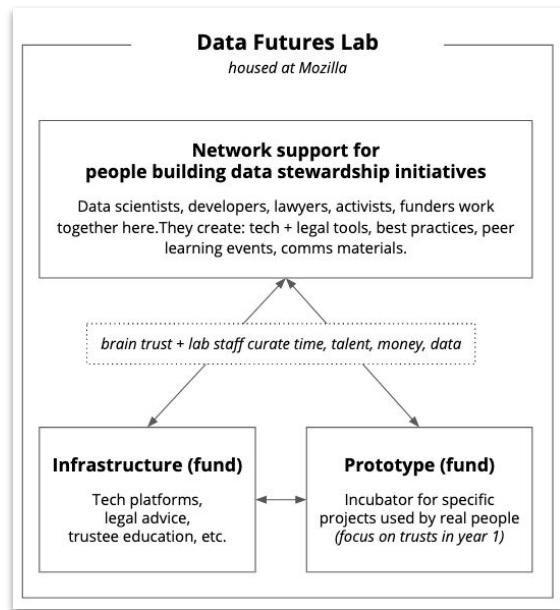 Data Futures Lab
housed at Mozilla
Network support for
people building data stewardship initiatives
Data scientists, developers, lawyers, activists, funders work
together here.They create: tech + legal tools, best practices, peer
learning events, comms materials.
brain trust + lab staff curate time, talent, money, data
Infrastructure (fund)
Tech platforms,
legal advice,
trustee education, etc.
Prototype (fund)
Incubator for specific
projects used by real people
(focus on trusts in year 1)